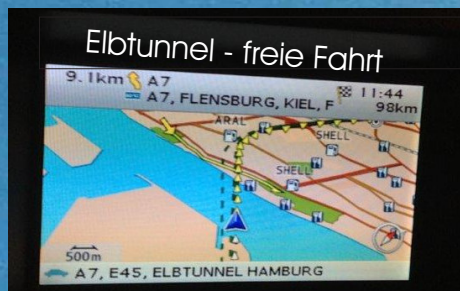 Elbtunnel - freie Fahrt
9.1km A7
11:44
A7, FLENSBURG, KIEL, F
98km
ARAL
SHELL
SHELL
500m
A7, E45, ELBTUNNEL HAMBURG